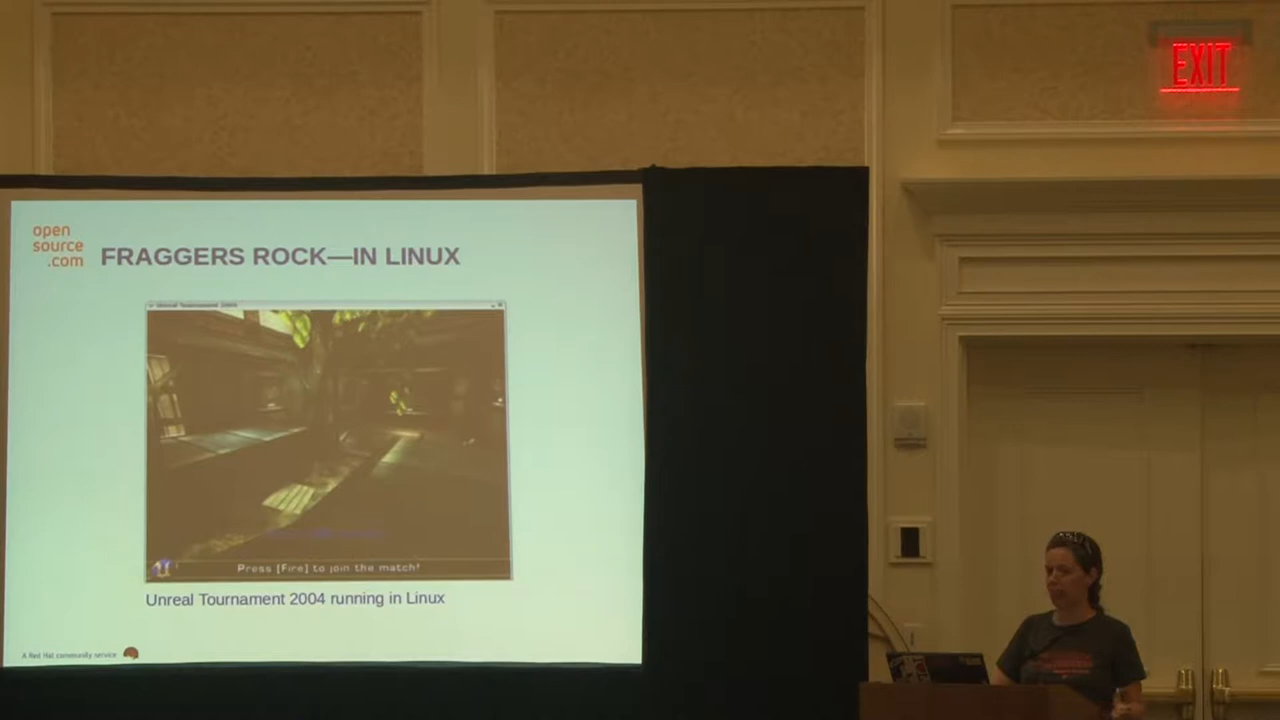 EXIT
open
source
.com
FRAGGERS ROCK—IN LINUX
Unreal Tournament 2004
Press [Fire] to join the match!
Unreal Tournament 2004 running in Linux
A Red Hat community service